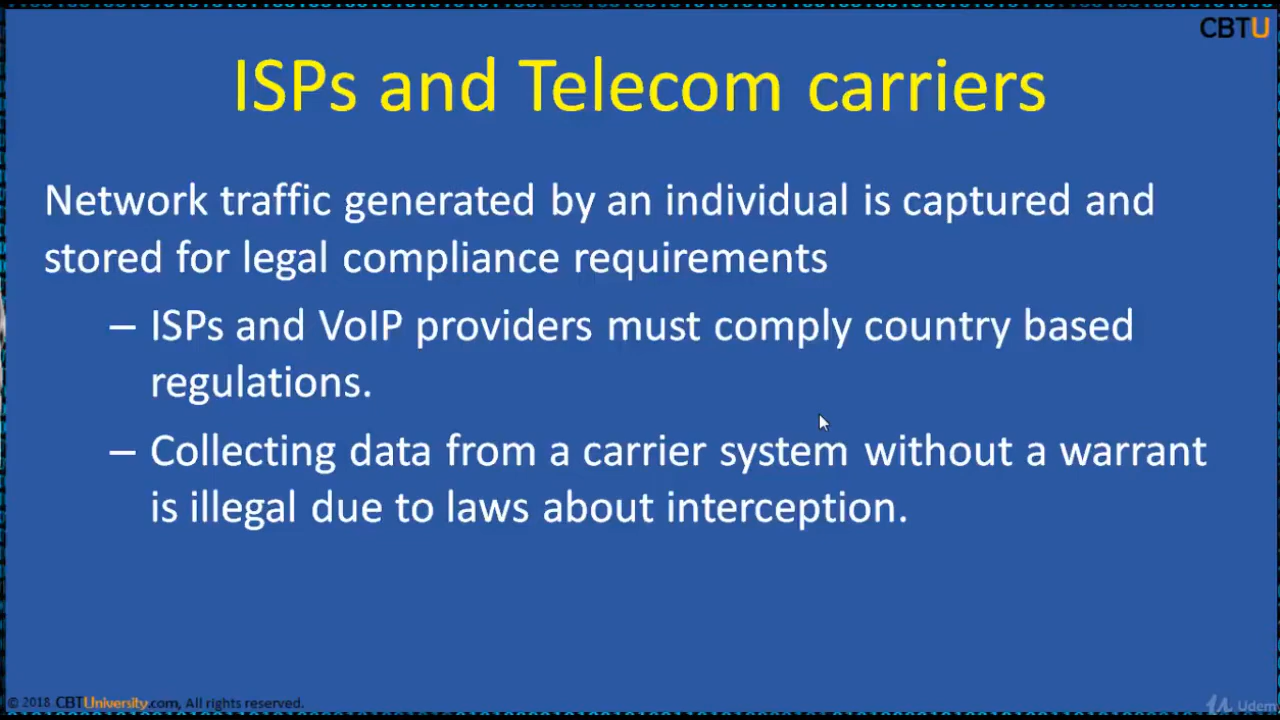 CBTU
ISPs and Telecom carriers
Network traffic generated by an individual is captured and
stored for legal compliance requirements
– ISPs and VoIP providers must comply country based
regulations.
– Collecting data from a carrier system without a warrant
is illegal due to laws about interception.
© 2018 CBTUniversity.com, All rights reserved.